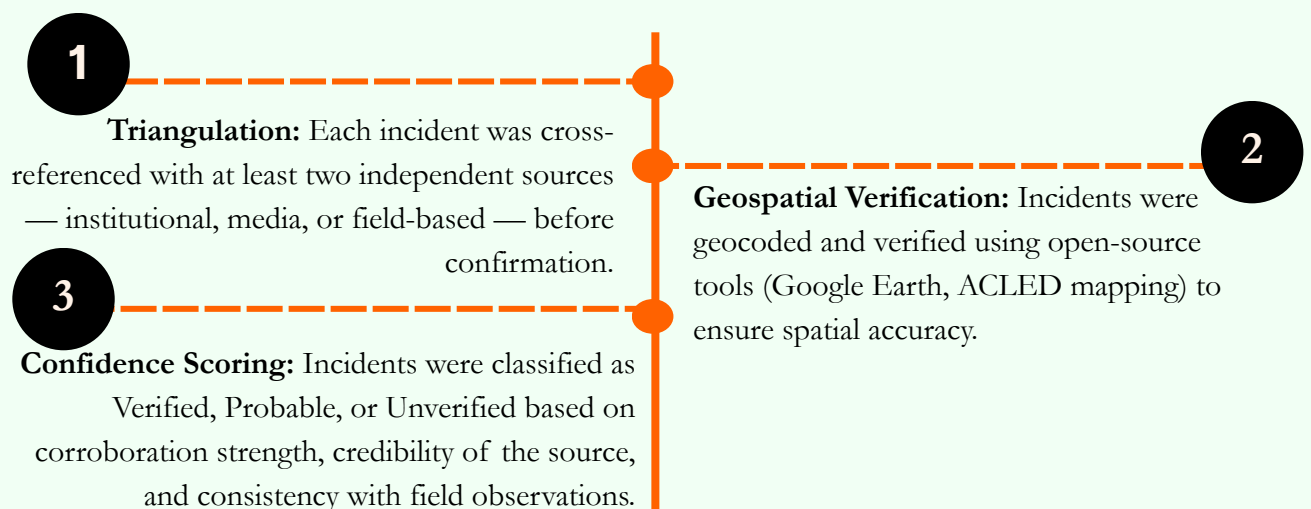 1
Triangulation: Each incident was cross-
referenced with at least two independent sources
— institutional, media, or field-based — before
confirmation.
2
Geospatial Verification: Incidents were
geocoded and verified using open-source
tools (Google Earth, ACLED mapping) to
ensure spatial accuracy.
3
Confidence Scoring: Incidents were classified as
Verified, Probable, or Unverified based on
corroboration strength, credibility of the source,
and consistency with field observations.